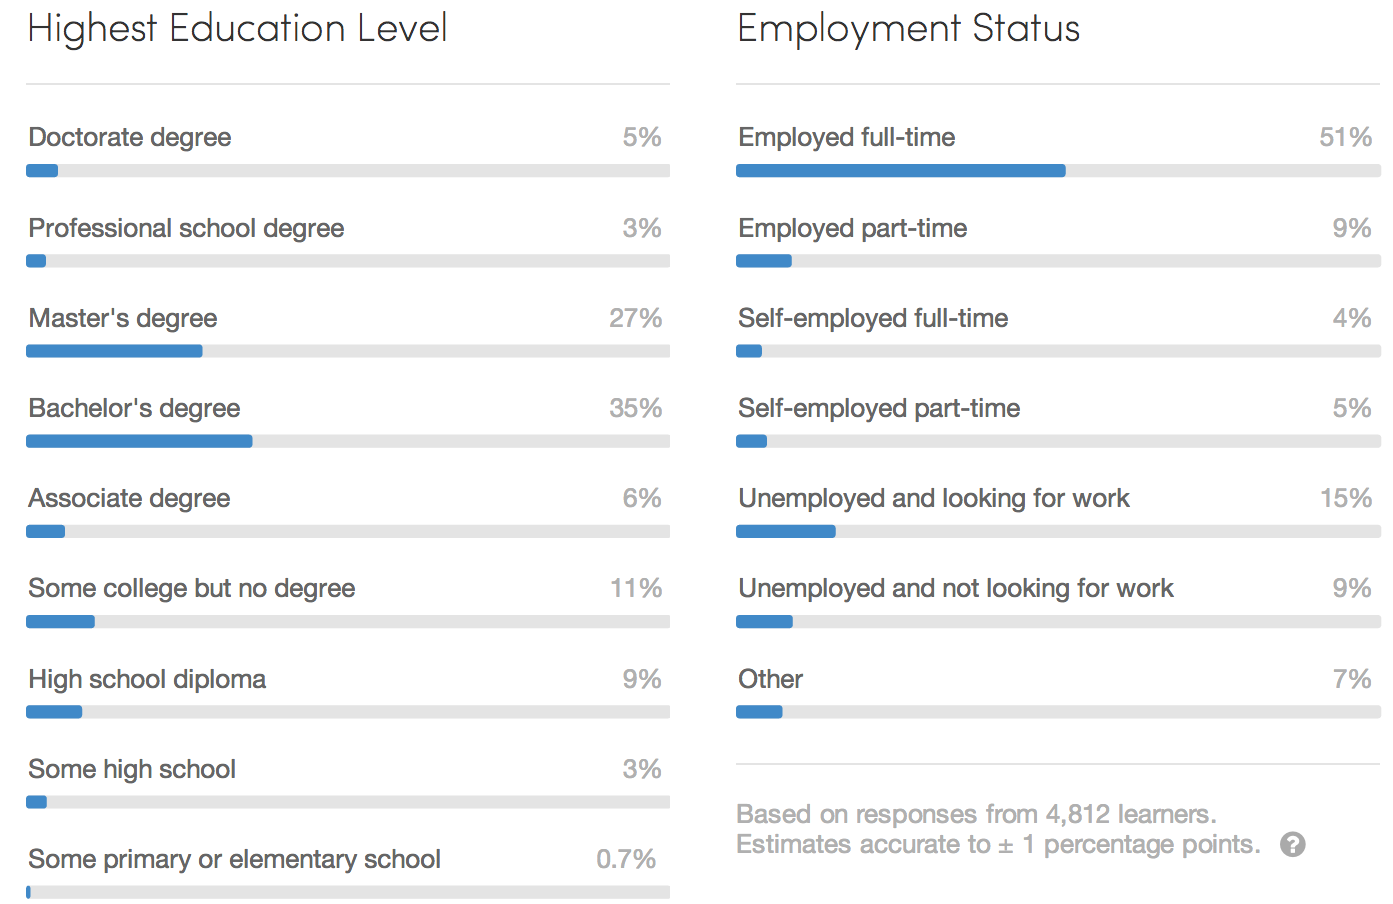 Highest Education Level
Doctorate degree 5%
Professional school degree 3%
Master's degree 27%
Bachelor's degree 35%
Associate degree 6%
Some college but no degree 11%
High school diploma 9%
Some high school 3%
Some primary or elementary school 0.7%
Employment Status
Employed full-time 51%
Employed part-time 9%
Self-employed full-time 4%
Self-employed part-time 5%
Unemployed and looking for work 15%
Unemployed and not looking for work 9%
Other 7%
Based on responses from 4,812 learners.
Estimates accurate to ± 1 percentage points. ?